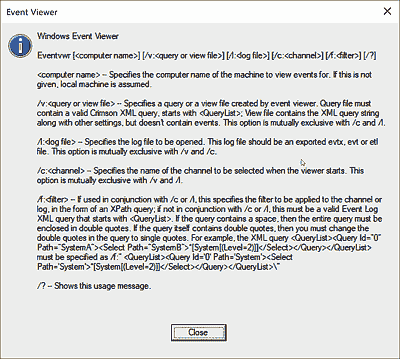 Event Viewer
Windows Event Viewer
Eventvwr [<computer name>] [/v:<query or view file>] [/l:<log file>] [/c:<channel>] [/f:<filter>] [/?]
<computer name> -- Specifies the computer name of the machine to view events for. If this is not
given, local machine is assumed.
/v:<query or view file> -- Specifies a query or a view file created by event viewer. Query file must
contain a valid Crimson XML query, starts with <QueryList>; View file contains the XML query string
along with other settings, but doesn't contain events. This option is mutually exclusive with /c and /l.
/l:<log file> -- Specifies the log file to be opened. This log file should be an exported evtx, evt or etl
file. This option is mutually exclusive with /v and /c.
/c:<channel> -- Specifies the name of the channel to be selected when the viewer starts. This
option is mutually exclusive with /v and /l.
/f:<filter> -- If used in conjunction with /c or /l, this specifies the filter to be applied to the channel or
log, in the form of an XPath query; if not in conjunction with /c or /l, this must be a valid Event Log
XML query that starts with <QueryList>. If the query contains a space, then the entire query must be
enclosed in double quotes. If the query itself contains double quotes, then you must change the
double quotes in the query to single quotes. For example, the XML query <QueryList><Query Id="0"
Path="SystemA"><Select Path="SystemB">*[System[(Level=2)]]</Select></Query></QueryList>
must be specified as /f:" <QueryList><Query Id='0' Path='System'><Select
Path='System'>*[System[(Level=2)]]</Select></Query></QueryList>\"
/? -- Shows this usage message.
Close